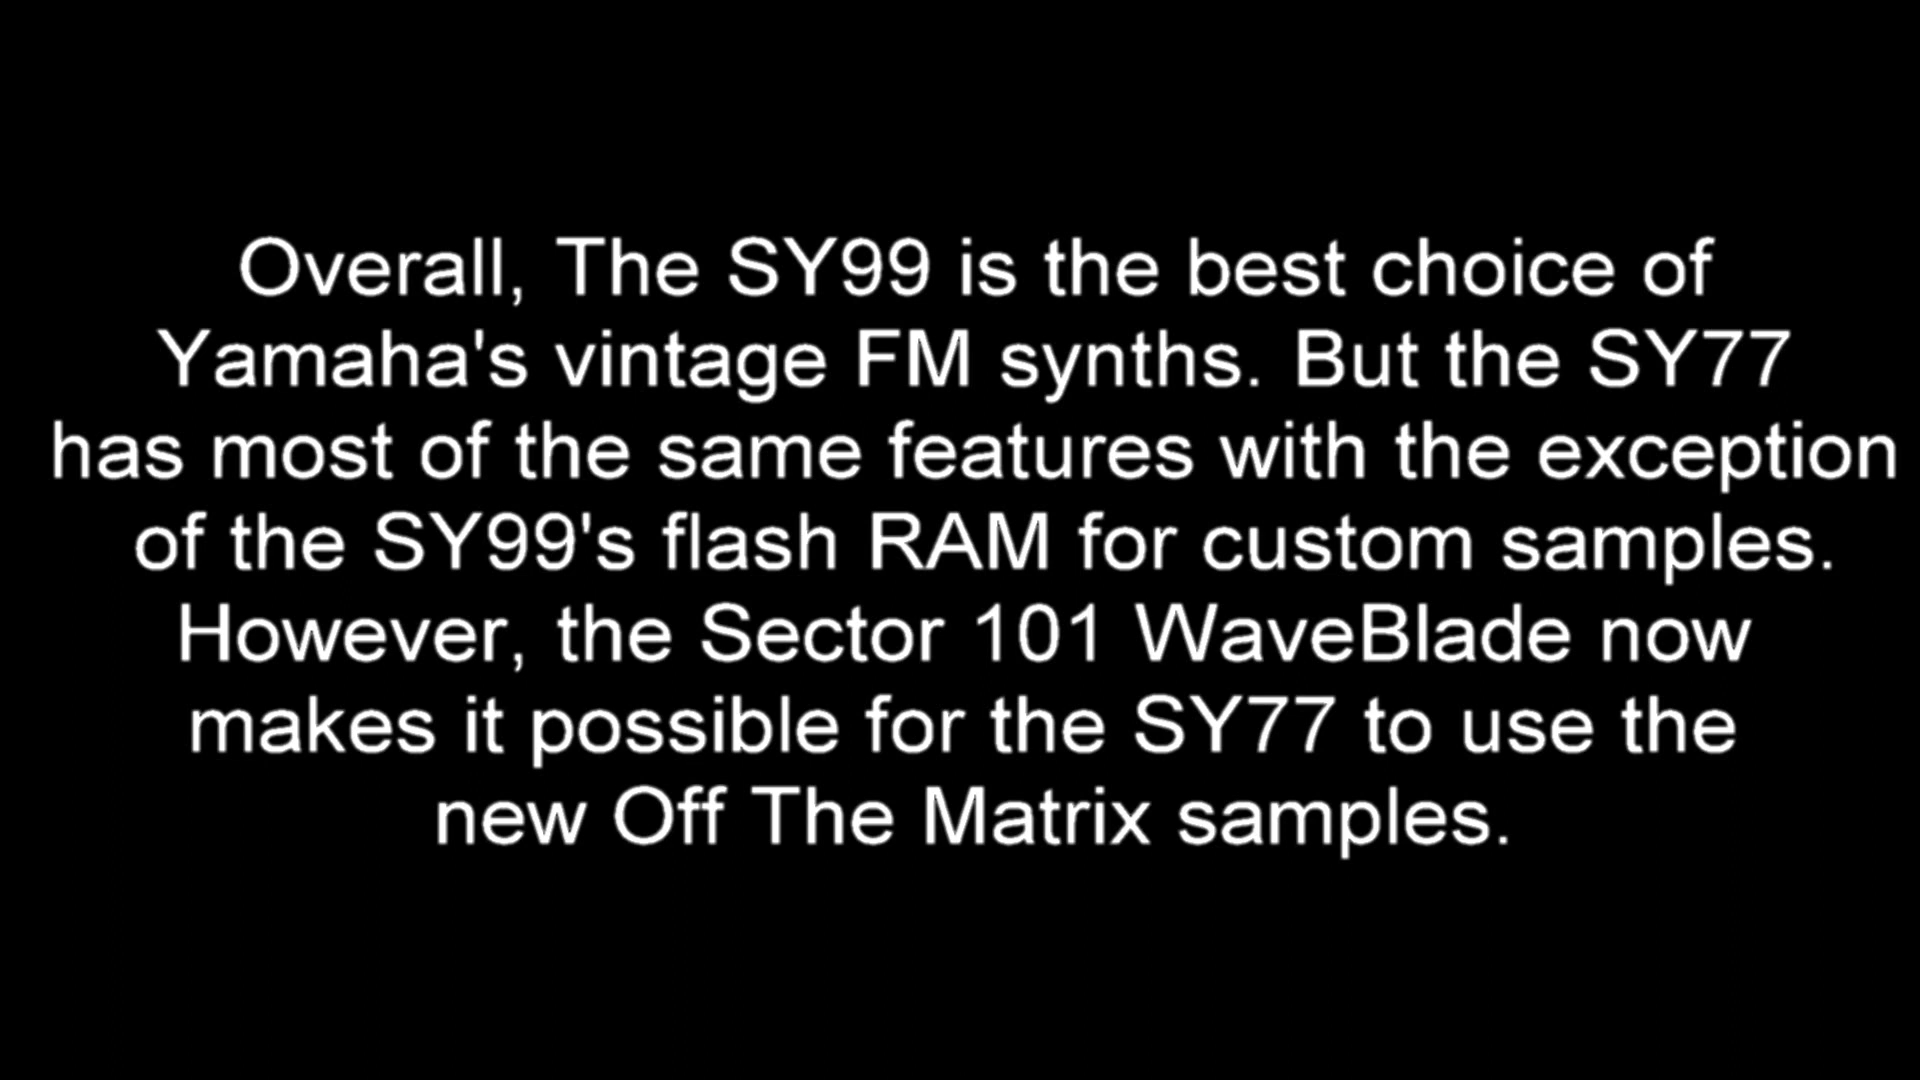 Overall, The SY99 is the best choice of
Yamaha's vintage FM synths. But the SY77
has most of the same features with the exception
of the SY99's flash RAM for custom samples.
However, the Sector 101 WaveBlade now
makes it possible for the SY77 to use the
new Off The Matrix samples.